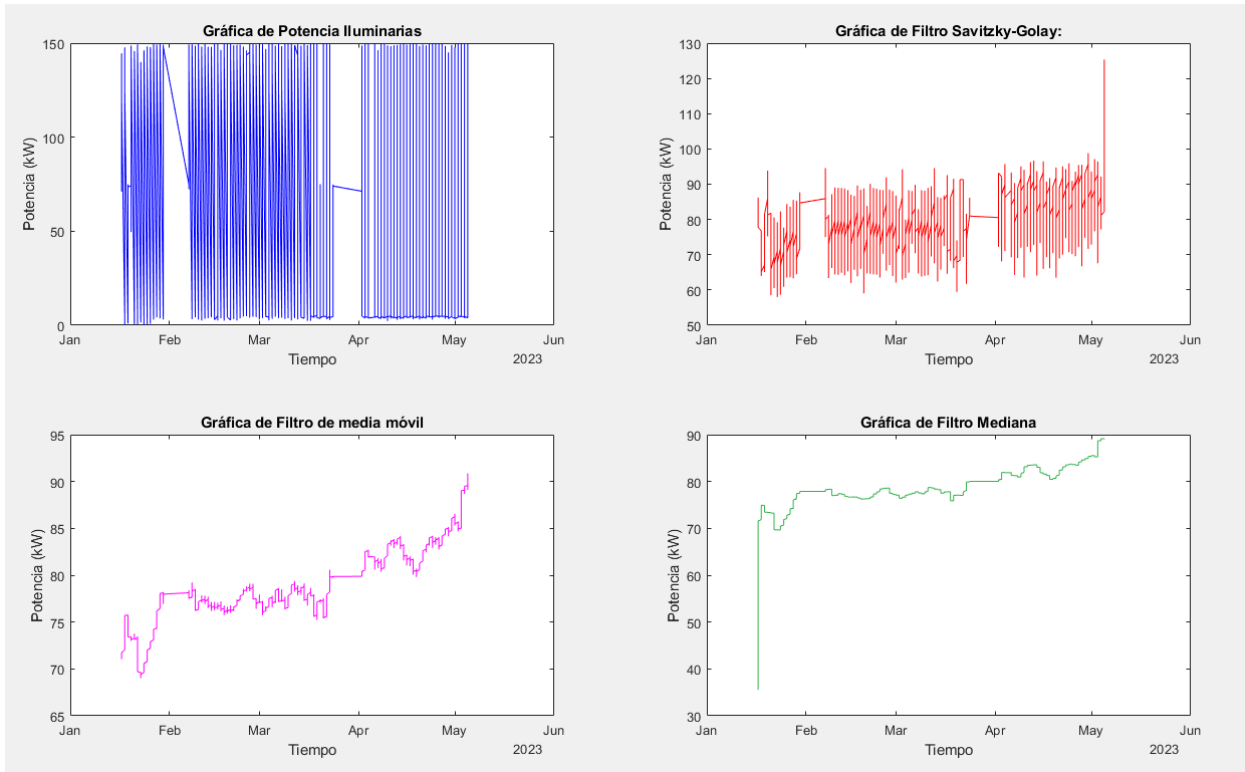 Gráfica de Potencia Iluminarias
150
100
50
0
Potencia (kW)
Jan Feb Mar Apr May Jun
Tiempo
2023
Gráfica de Filtro Savitzky-Golay:
130
120
110
100
90
80
70
60
50
Potencia (kW)
Jan Feb Mar Apr May Jun
Tiempo
2023
Gráfica de Filtro de media móvil
95
90
85
80
75
70
65
Potencia (kW)
Jan Feb Mar Apr May Jun
Tiempo
2023
Gráfica de Filtro Mediana
90
80
70
60
50
40
30
Potencia (kW)
Jan Feb Mar Apr May Jun
Tiempo
2023